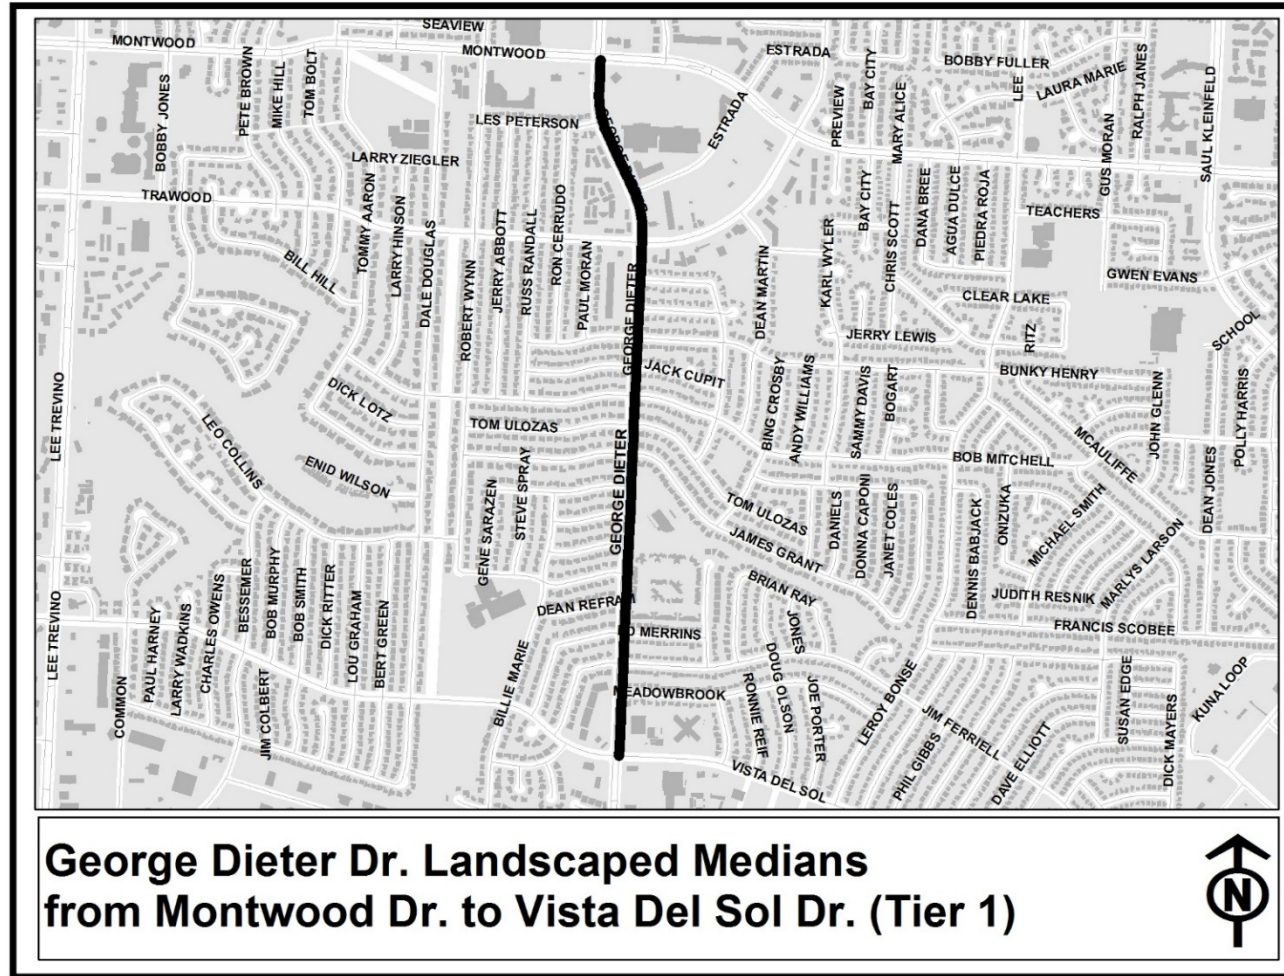 SEAVIEW
MONTWOOD
MONTWOOD
ESTRADA
BOBBY FULLER
LAURA MARIE
LEE
RALPH JANES
SAUL KLEINFELD
GUS MORAN
BOBBY JONES
PETE BROWN
MIKE HILL
TOM BOLT
LES PETERSON
ESTRADA
PREVIEW
BAY CITY
MARY ALICE
LARRY ZIEGLER
TRAWOOD
TOMMY AARON
LARRY HINSON
DALE DOUGLAS
BILL HILL
ROBERT WYNN
JERRY ABBOTT
RUSS RANDALL
RON CERRUDO
PAUL MORAN
GEORGE DIETER
DEAN MARTIN
KARL WYLER
BAY CITY
CHRIS SCOTT
DANA BREE
AGUA DULCE
PIEDRA ROJA
TEACHERS
GWEN EVANS
CLEAR LAKE
RITZ
SCHOOL
JERRY LEWIS
BUNKY HENRY
JACK CUPIT
DICK LOTZ
LEE TREVINO
LEO COLLINS
ENID WILSON
TOM ULOZAS
GENE SARAZEN
STEVE SPRAY
GEORGE DIETER
BING CROSBY
ANDY WILLIAMS
SAMMY DAVIS
BOGART
BOB MITCHELL
MCAULIFFE
JOHN GLENN
DEAN JONES
POLLY HARRIS
TOM ULOZAS
JAMES GRANT
DANIELS
DONNA CAPONI
JANET COLES
DENNIS BABJACK
ONIZUKA
MICHAEL SMITH
MARLYS LARSON
JUDITH RESNIK
FRANCIS SCOBEE
BRIAN RAY
JONES
DEAN REFRAM
MERRINS
MEADOWBROOK
LEE TREVINO
COMMON
PAUL HARNEY
LARRY WADKINS
CHARLES OWENS
BESSEMER
BOB MURPHY
BOB SMITH
DICK RITTER
LOU GRAHAM
BERT GREEN
JIM COLBERT
BILLIE MARIE
RONNIE REIF
DOUG OLSON
JOE PORTER
VISTA DEL SOL
LEROY BONSE
PHIL GIBBS
JIM FERRIELL
DAVE ELLIOTT
SUSAN EDGE
DICK MAYERS
KUNA LOOP
George Dieter Dr. Landscaped Medians
from Montwood Dr. to Vista Del Sol Dr. (Tier 1)
N